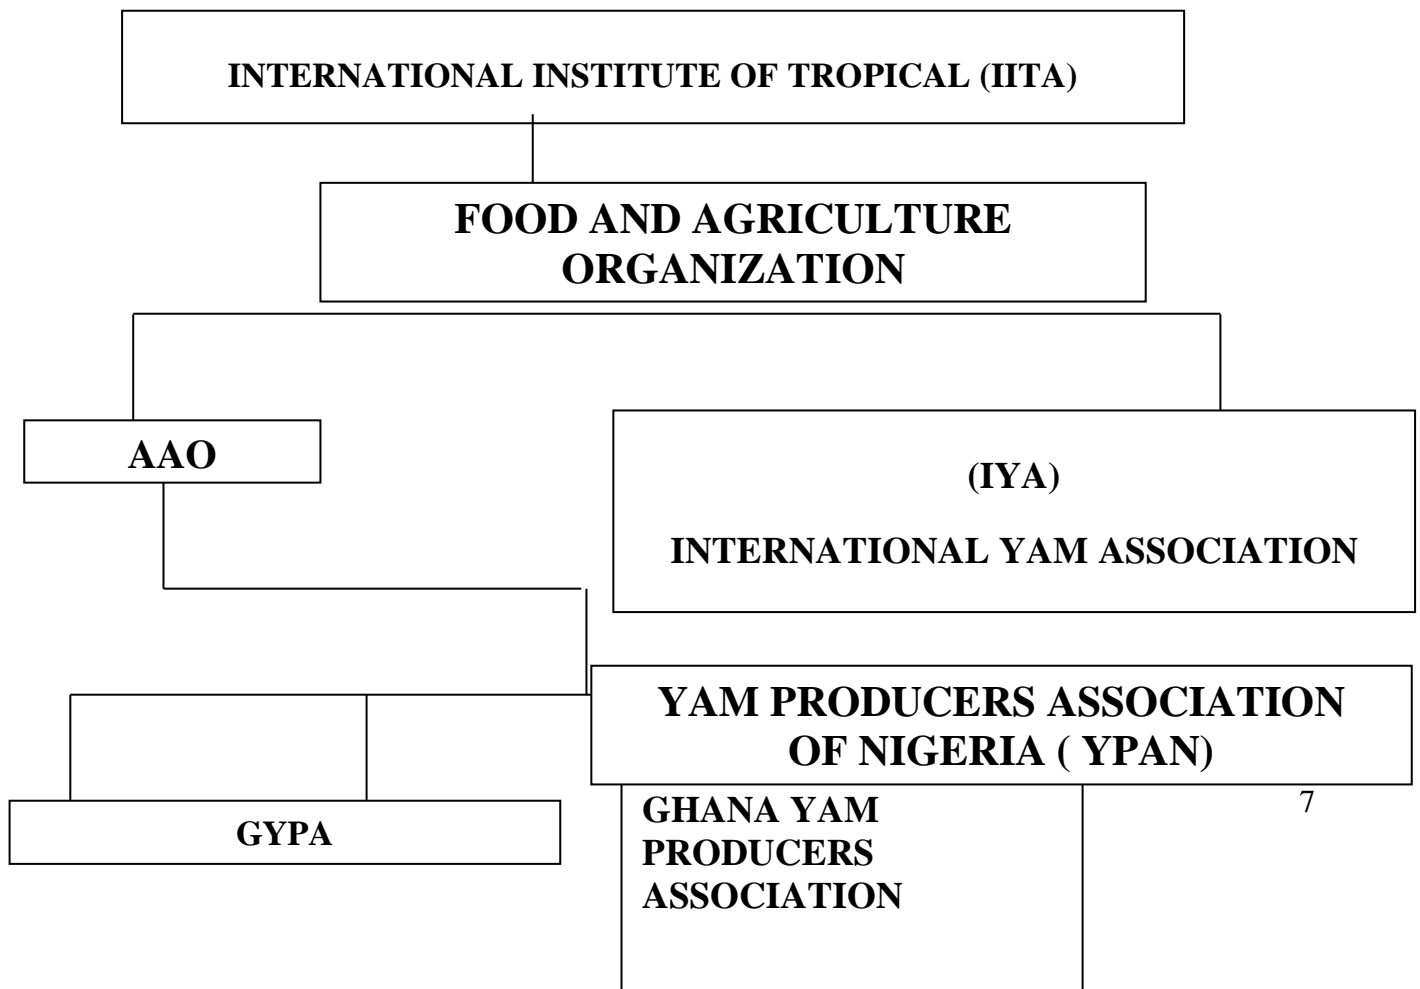 INTERNATIONAL INSTITUTE OF TROPICAL (IITA)
FOOD AND AGRICULTURE
ORGANIZATION
AAO
(IYA)
INTERNATIONAL YAM ASSOCIATION
YAM PRODUCERS ASSOCIATION
OF NIGERIA ( YPAN)
GYPA
GHANA YAM
PRODUCERS
ASSOCIATION
7